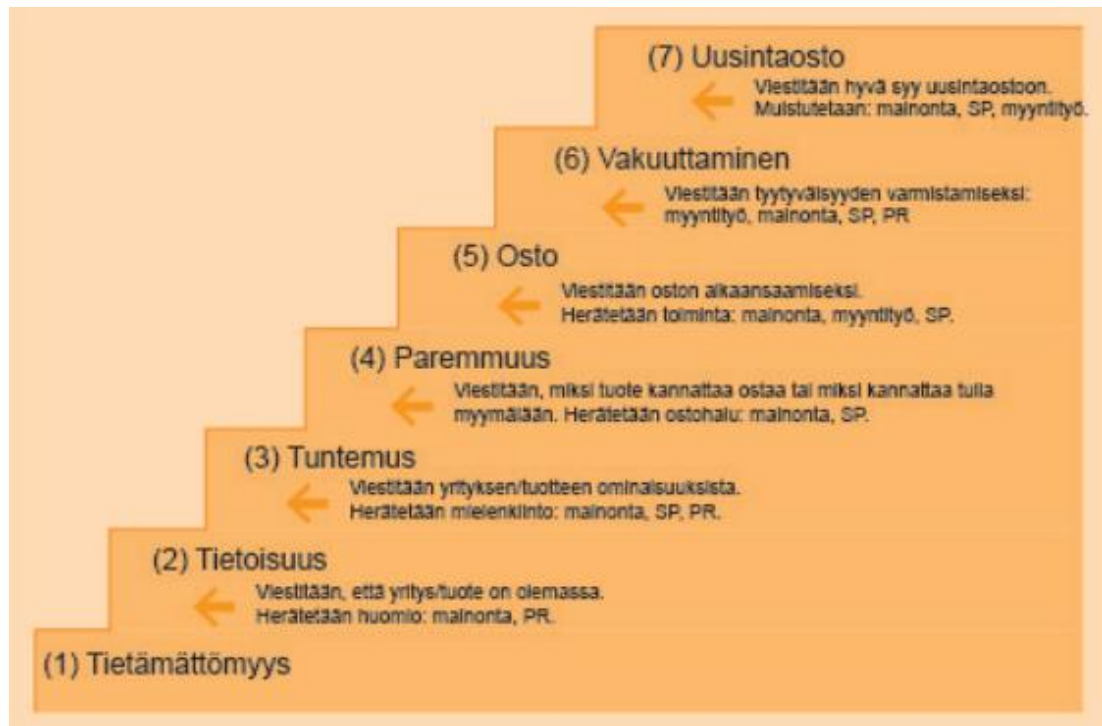 (7) Uusintaosto
Viestitään hyvä syy uusintaostoon.
Muistutetaan: mainonta, SP, myyntityö.
(6) Vakuuttaminen
Viestitään tyytyväisyyden varmistamiseksi:
myyntityö, mainonta, SP, PR
(5) Osto
Viestitään oston aikaansaamiseksi.
Herätetään toiminta: mainonta, myyntityö, SP.
(4) Paremmuus
Viestitään, miksi tuote kannattaa ostaa tai miksi kannattaa tulla
myymälään. Herätetään ostohalu: mainonta, SP.
(3) Tuntemus
Viestitään yrityksen/tuotteen ominaisuuksista.
Herätetään mielenkiinto: mainonta, SP, PR.
(2) Tietoisuus
Viestitään, että yritys/tuote on olemassa.
Herätetään huomio: mainonta, PR.
(1) Tietämättömyys